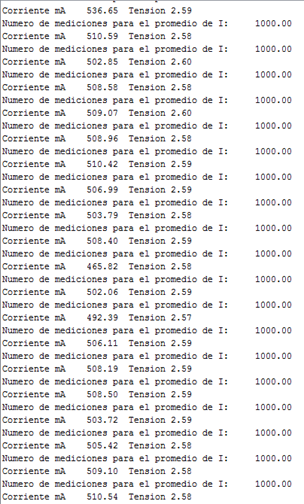 Corriente mA 536.65 Tension 2.59
Numero de mediciones para el promedio de I: 1000.00
Corriente mA 510.59 Tension 2.58
Numero de mediciones para el promedio de I: 1000.00
Corriente mA 502.85 Tension 2.60
Numero de mediciones para el promedio de I: 1000.00
Corriente mA 508.58 Tension 2.58
Numero de mediciones para el promedio de I: 1000.00
Corriente mA 509.07 Tension 2.60
Numero de mediciones para el promedio de I: 1000.00
Corriente mA 508.96 Tension 2.58
Numero de mediciones para el promedio de I: 1000.00
Corriente mA 510.42 Tension 2.59
Numero de mediciones para el promedio de I: 1000.00
Corriente mA 506.99 Tension 2.59
Numero de mediciones para el promedio de I: 1000.00
Corriente mA 503.79 Tension 2.58
Numero de mediciones para el promedio de I: 1000.00
Corriente mA 508.40 Tension 2.59
Numero de mediciones para el promedio de I: 1000.00
Corriente mA 465.82 Tension 2.58
Numero de mediciones para el promedio de I: 1000.00
Corriente mA 502.06 Tension 2.59
Numero de mediciones para el promedio de I: 1000.00
Corriente mA 492.39 Tension 2.57
Numero de mediciones para el promedio de I: 1000.00
Corriente mA 506.11 Tension 2.59
Numero de mediciones para el promedio de I: 1000.00
Corriente mA 508.19 Tension 2.59
Numero de mediciones para el promedio de I: 1000.00
Corriente mA 508.50 Tension 2.59
Numero de mediciones para el promedio de I: 1000.00
Corriente mA 503.72 Tension 2.59
Numero de mediciones para el promedio de I: 1000.00
Corriente mA 505.42 Tension 2.58
Numero de mediciones para el promedio de I: 1000.00
Corriente mA 509.10 Tension 2.58
Numero de mediciones para el promedio de I: 1000.00
Corriente mA 510.54 Tension 2.58